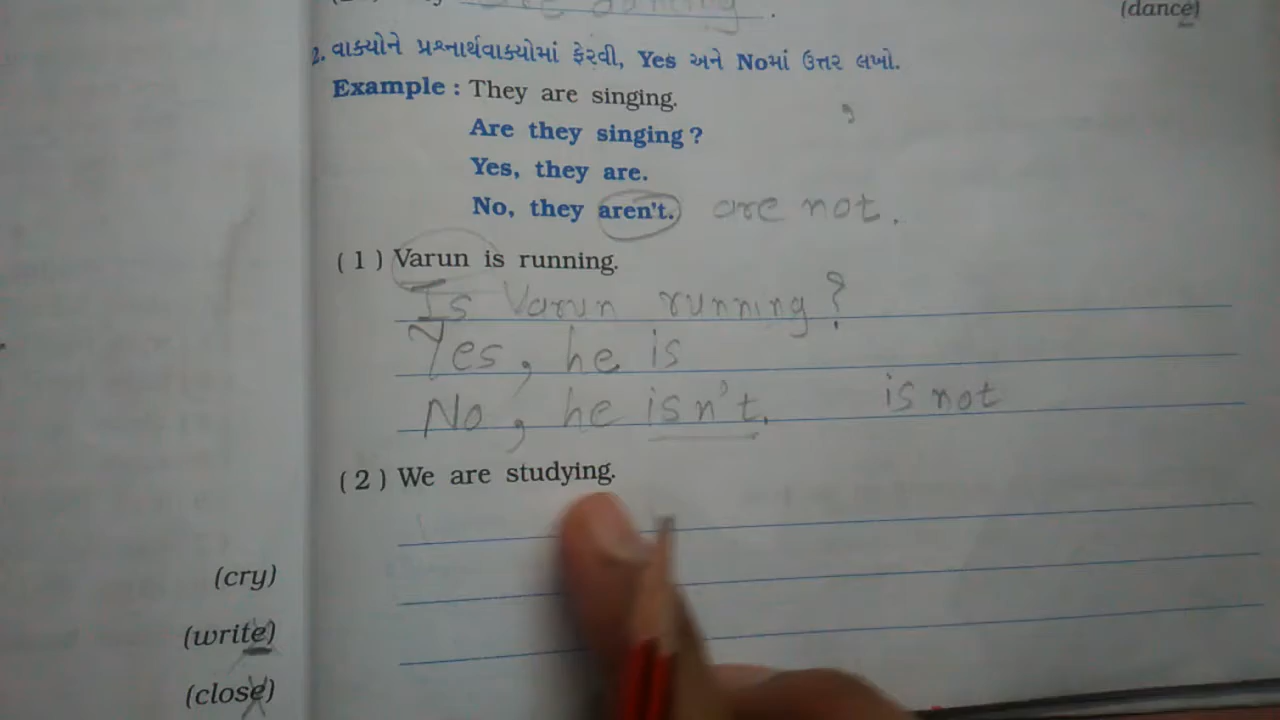 (dance)
2. વાક્યોને પ્રશ્નાર્થવાક્યોમાં ફેરવી, Yes અને Noમાં ઉત્તર લખો.
Example : They are singing.
Are they singing ?
Yes, they are.
No, they aren't. are not.
( 1 ) Varun is running.
Is Varun running ?
Yes, he is
No, he isn't. is not
( 2 ) We are studying.
(cry)
(write)
(close)